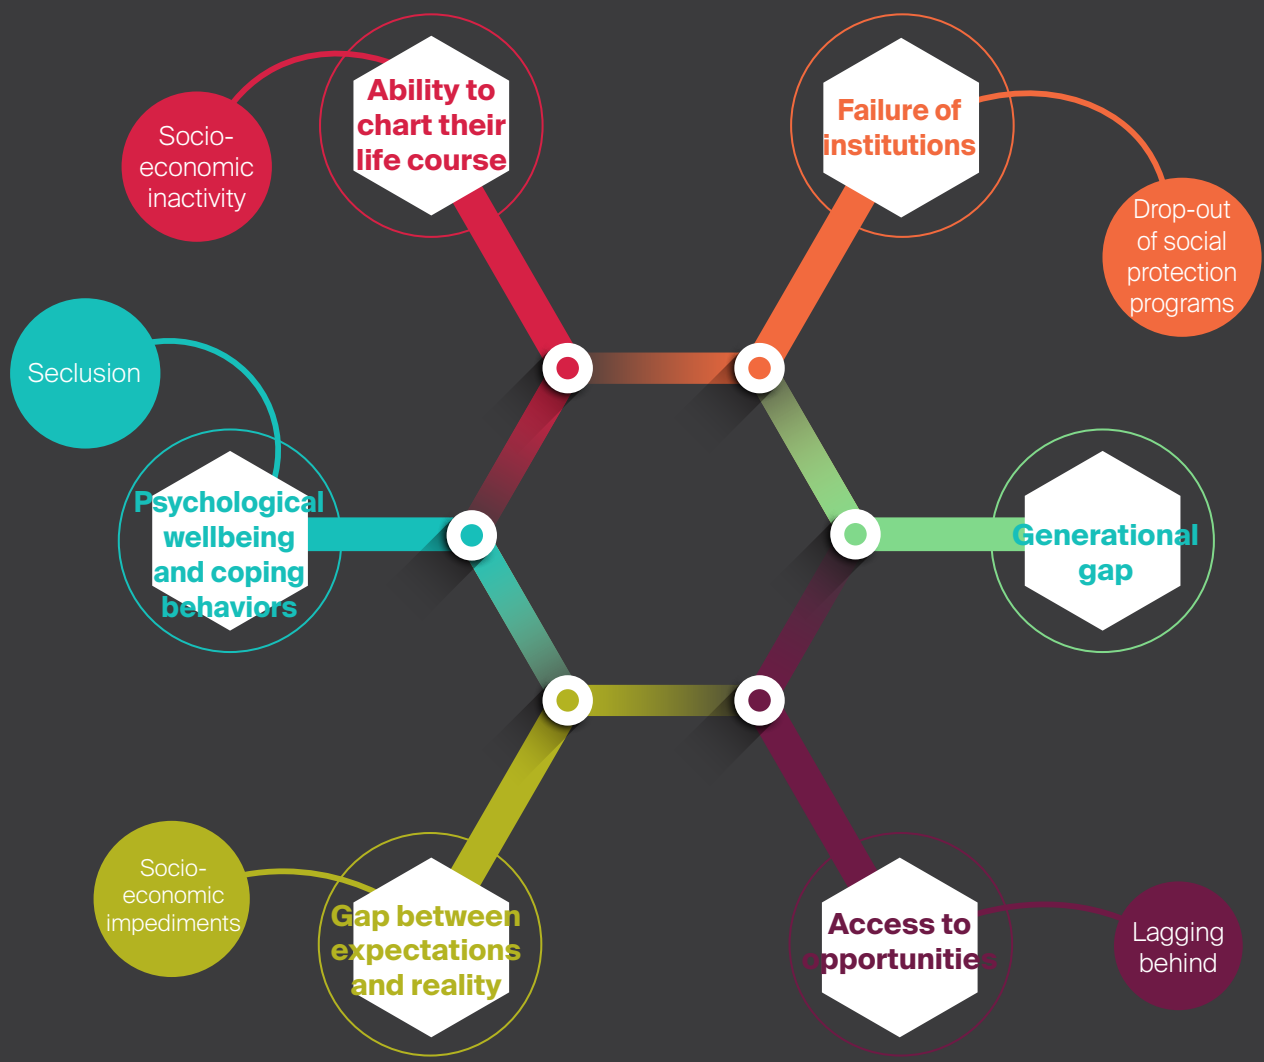 Ability to
chart their
life course
Socio-
economic
inactivity
Failure of
institutions
Drop-out
of social
protection
programs
Seclusion
Psychological
wellbeing
and coping
behaviors
Generational
gap
Socio-
economic
impediments
Gap between
expectations
and reality
Access to
opportunities
Lagging
behind